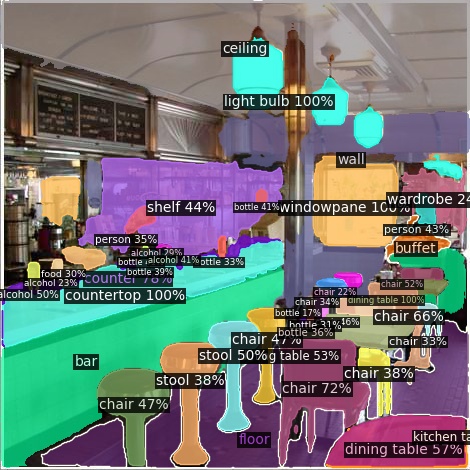 ceiling
light bulb 100%
wall
shelf 44%
bottle 41%
windowpane 100%
wardrobe 24
person 43%
person 35%
buffet
alcohol 29%
bottle
alcohol 41%
bottle 33%
food 30%
bottle 39%
counter 78%
alcohol 23%
alcohol 50%
countertop 100%
chair 52%
chair 22%
chair 34%
dining table 100%
bottle 17%
chair 66%
bottle 31%
16%
bottle 36%
chair 47%
chair 33%
bar
stool 50%
g table 53%
stool 38%
chair 38%
chair 72%
chair 47%
floor
kitchen ta
dining table 57%